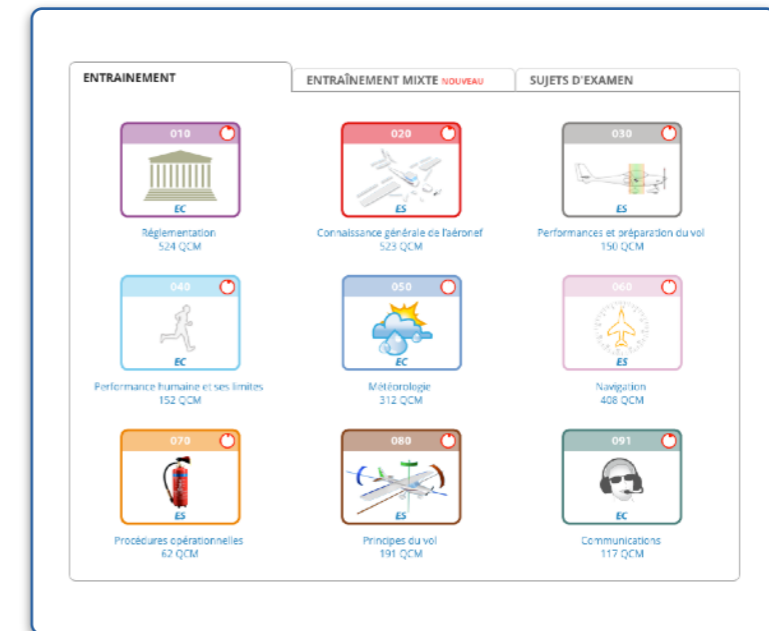 ENTRAINEMENT
ENTRAÎNEMENT MIXTE NOUVEAU
SUJETS D'EXAMEN
010
020
030
EC
ES
ES
Réglementation
524 QCM
Connaissance générale de l'aéronef
523 QCM
Performances et préparation du vol
150 QCM
040
050
060
EC
EC
ES
Performance humaine et ses limites
152 QCM
Météorologie
312 QCM
Navigation
408 QCM
070
080
091
ES
ES
EC
Procédures opérationnelles
62 QCM
Principes du vol
191 QCM
Communications
117 QCM